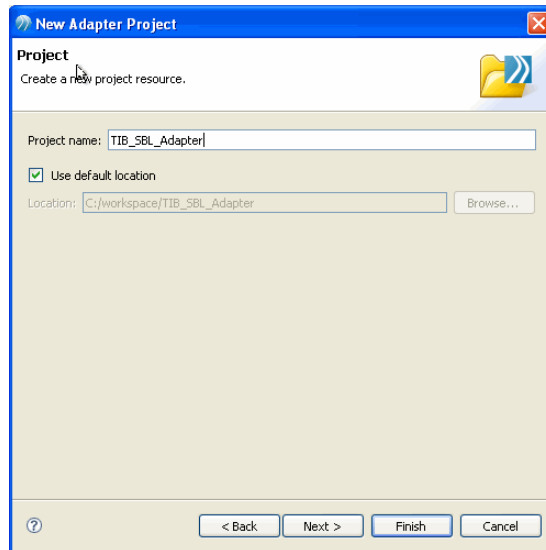 New Adapter Project
Project
Create a new project resource.
Project name: TIB_SBL_Adapter
Use default location
Location: C:/workspace/TIB_SBL_Adapter Browse...
< Back Next > Finish Cancel